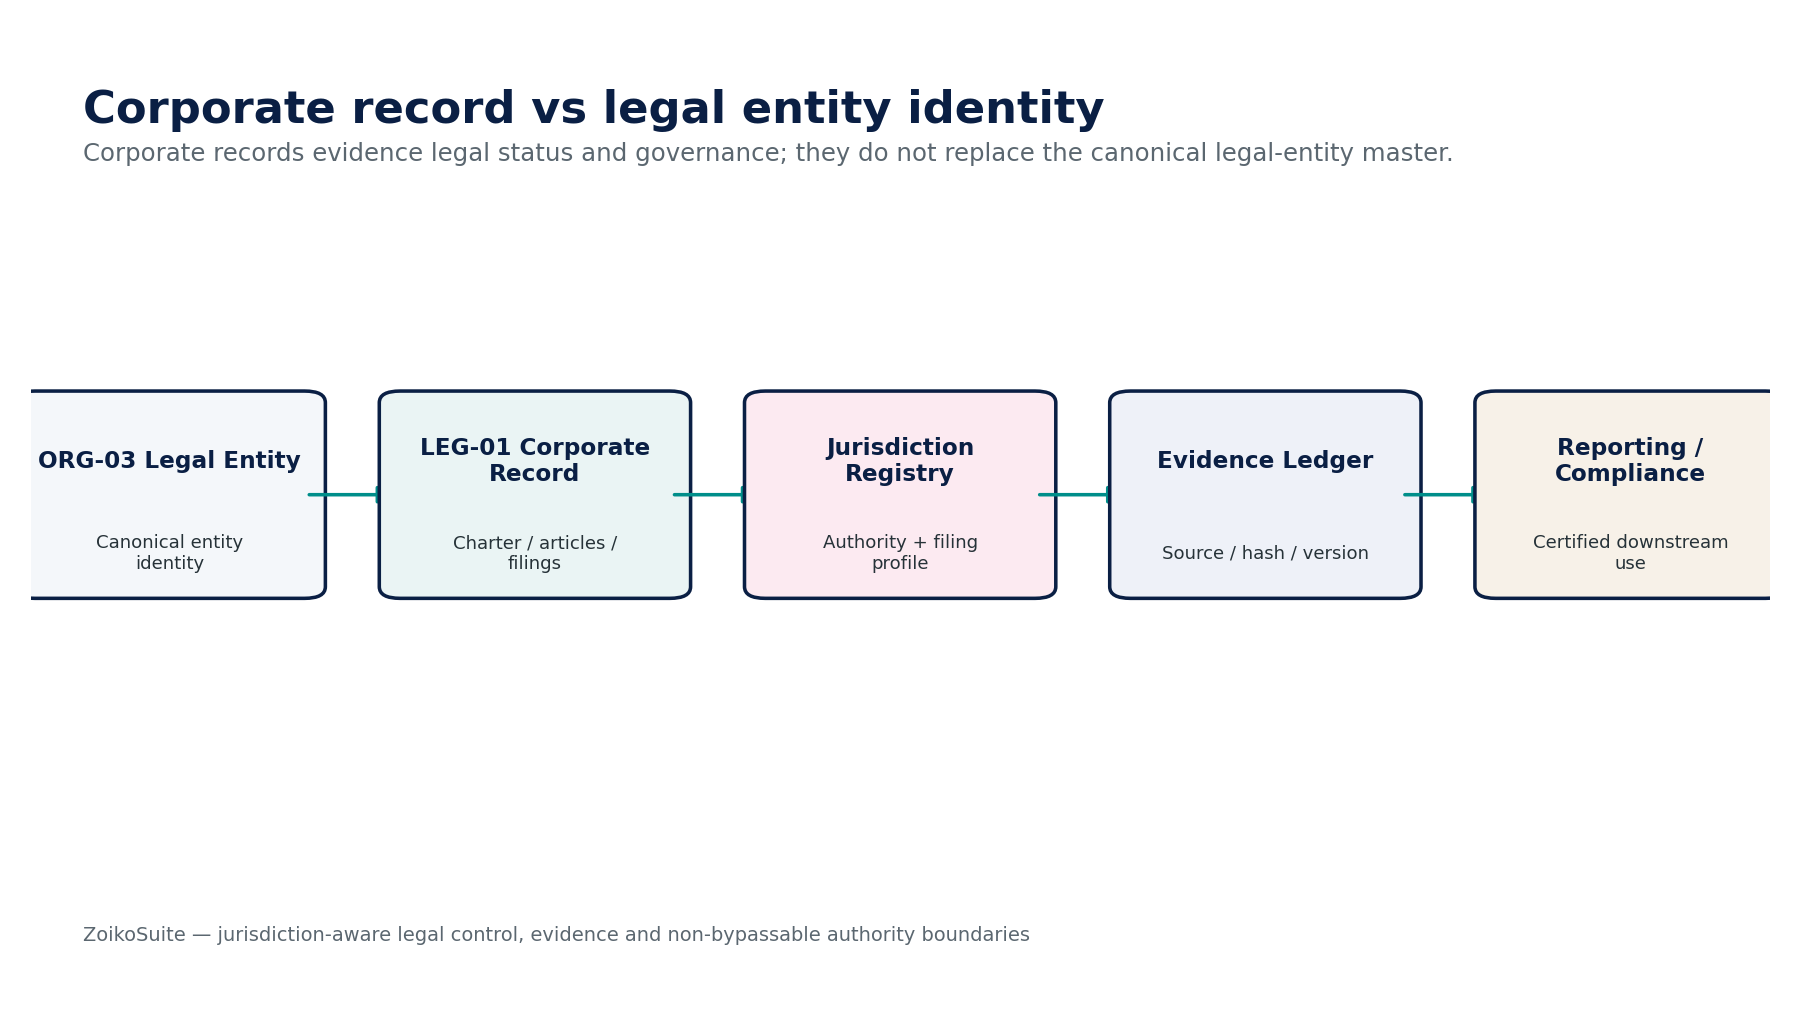 Corporate record vs legal entity identity
Corporate records evidence legal status and governance; they do not replace the canonical legal-entity master.
ORG-03 Legal Entity
Canonical entity
identity
LEG-01 Corporate
Record
Charter / articles /
filings
Jurisdiction
Registry
Authority + filing
profile
Evidence Ledger
Source / hash / version
Reporting /
Compliance
Certified downstream
use
ZoikoSuite — jurisdiction-aware legal control, evidence and non-bypassable authority boundaries